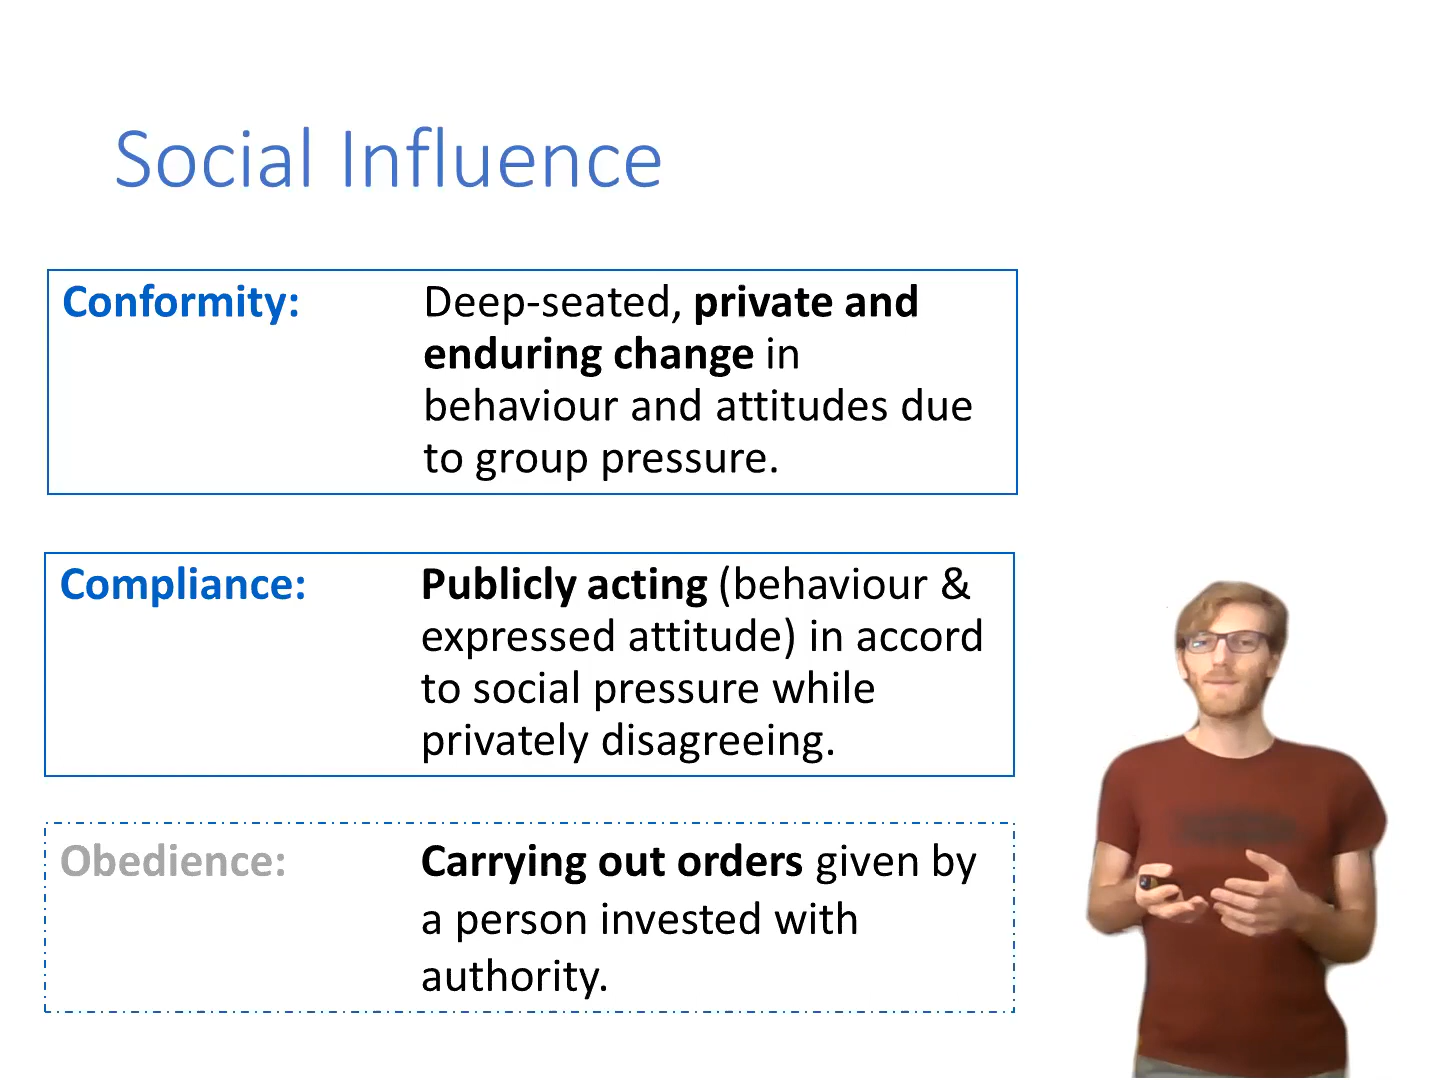 Social Influence
Conformity: Deep-seated, private and
enduring change in
behaviour and attitudes due
to group pressure.
Compliance: Publicly acting (behaviour &
expressed attitude) in accord
to social pressure while
privately disagreeing.
Obedience: Carrying out orders given by
a person invested with
authority.